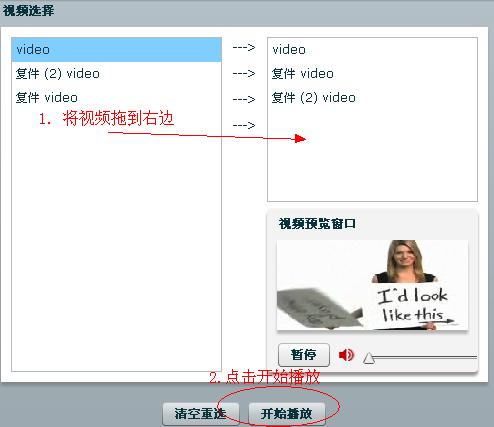 视频选择
video
复件 (2) video
复件 video
--->
--->
--->
--->
video
复件 video
复件 (2) video
1. 将视频拖到右边
视频预览窗口
I'd look
like this
暂停
2.点击开始播放
清空重选
开始播放